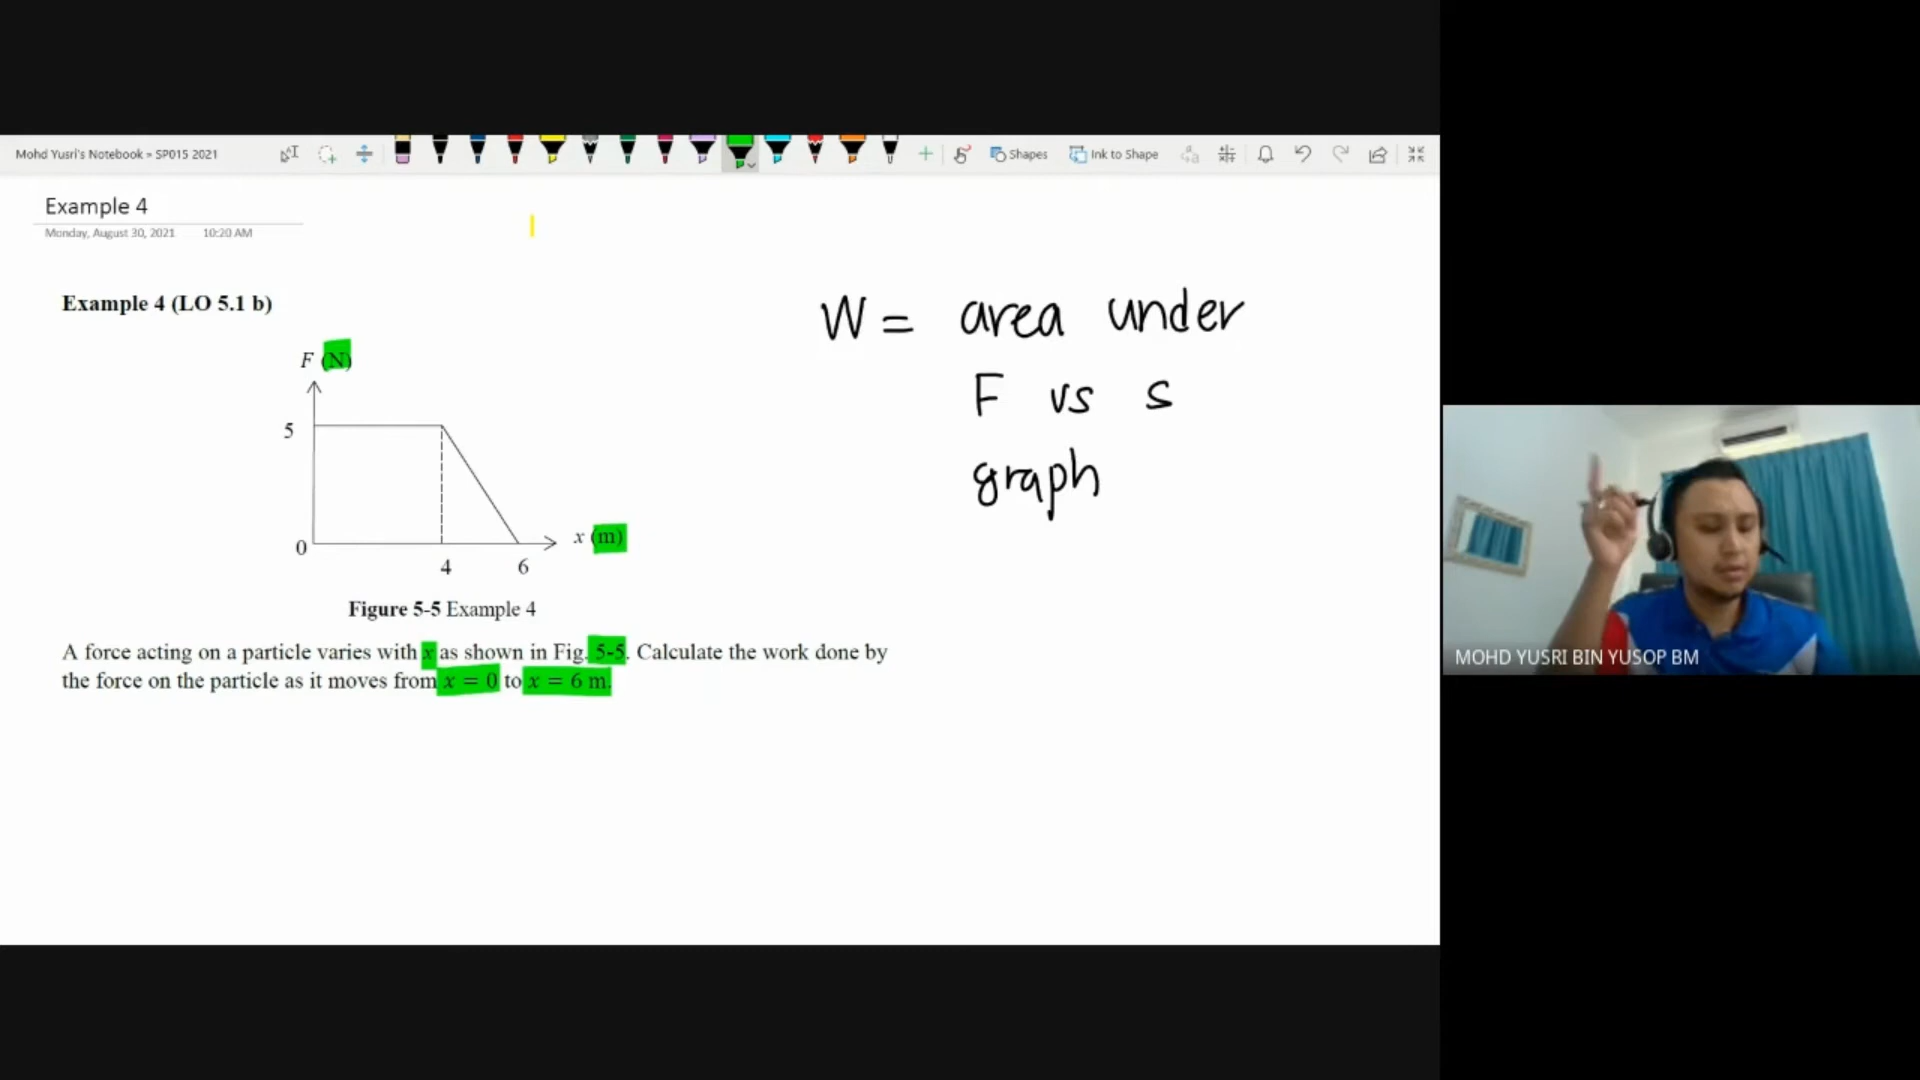 Mohd Yusri's Notebook » SP015 2021
Shapes
Ink to Shape
Example 4
Monday, August 30, 2021 10:20 AM
Example 4 (LO 5.1 b)
F (N)
5
0
x (m)
4 6
Figure 5-5 Example 4
A force acting on a particle varies with x as shown in Fig. 5-5. Calculate the work done by
the force on the particle as it moves from x = 0 to x = 6 m.
W = area under
F vs s
graph
MOHD YUSRI BIN YUSOP BM